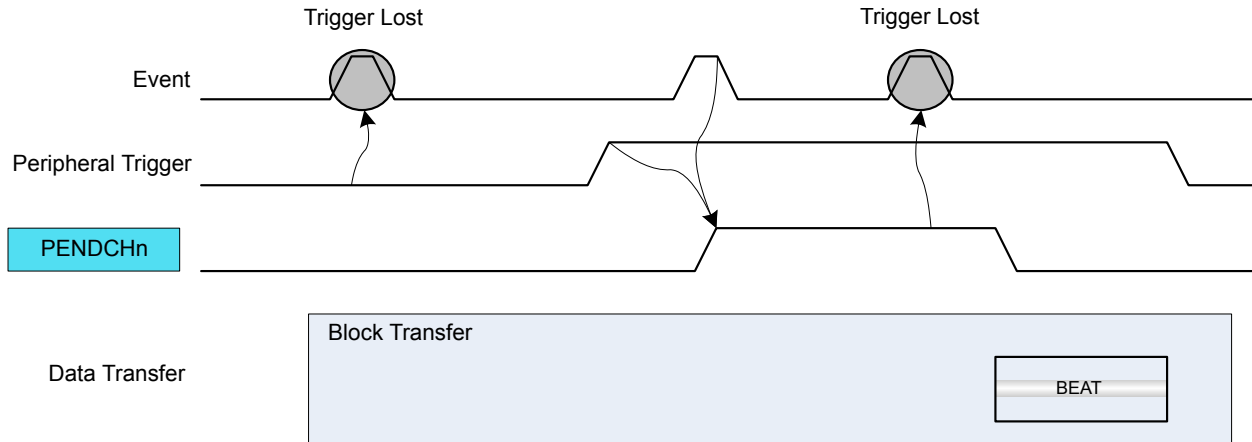 Trigger Lost
Trigger Lost
Event
Peripheral Trigger
PENDCHn
Block Transfer
Data Transfer
BEAT